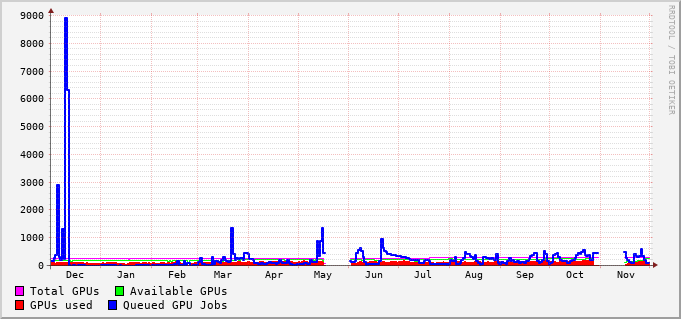 RRDTOOL / TOBI OETIKER
9000
8000
7000
6000
5000
4000
3000
2000
1000
0
Dec Jan Feb Mar Apr May Jun Jul Aug Sep Oct Nov
Total GPUs Available GPUs
GPUs used Queued GPU Jobs